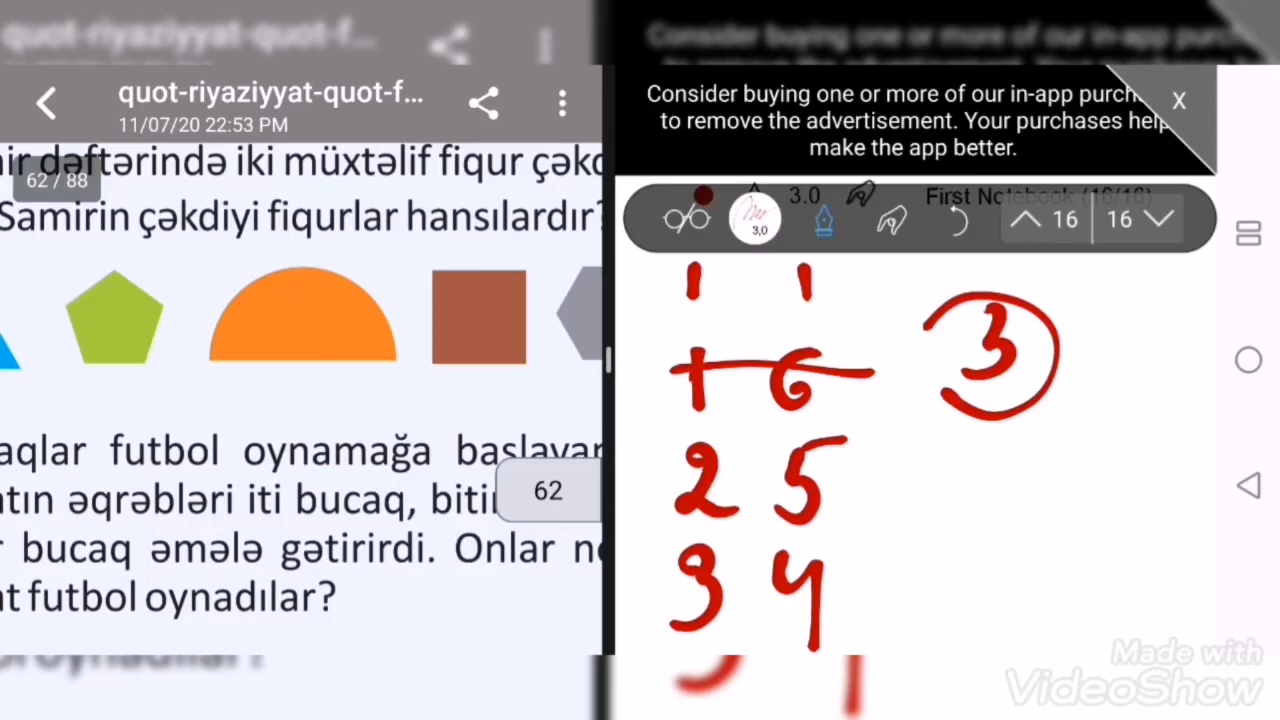 quot-riyaziyyat-quot-f...
11/07/20 22:53 PM
62 / 88
dəftərində iki müxtəlif fiqur çəkd
Samirin çəkdiyi fiqurlar hansılardır?
aqlar futbol oynamağa başlayar
tın əqrəbləri iti bucaq, bitir
62
r bucaq əmələ gətirirdi. Onlar ne
at futbol oynadılar?
Consider buying one or more of our in-app purch
to remove the advertisement. Your purchases help
make the app better.
X
3.0
First Notebook (16/16)
3,0
16
16
1 1
1 6
3
2 5
3 4
Made with
VideoShow